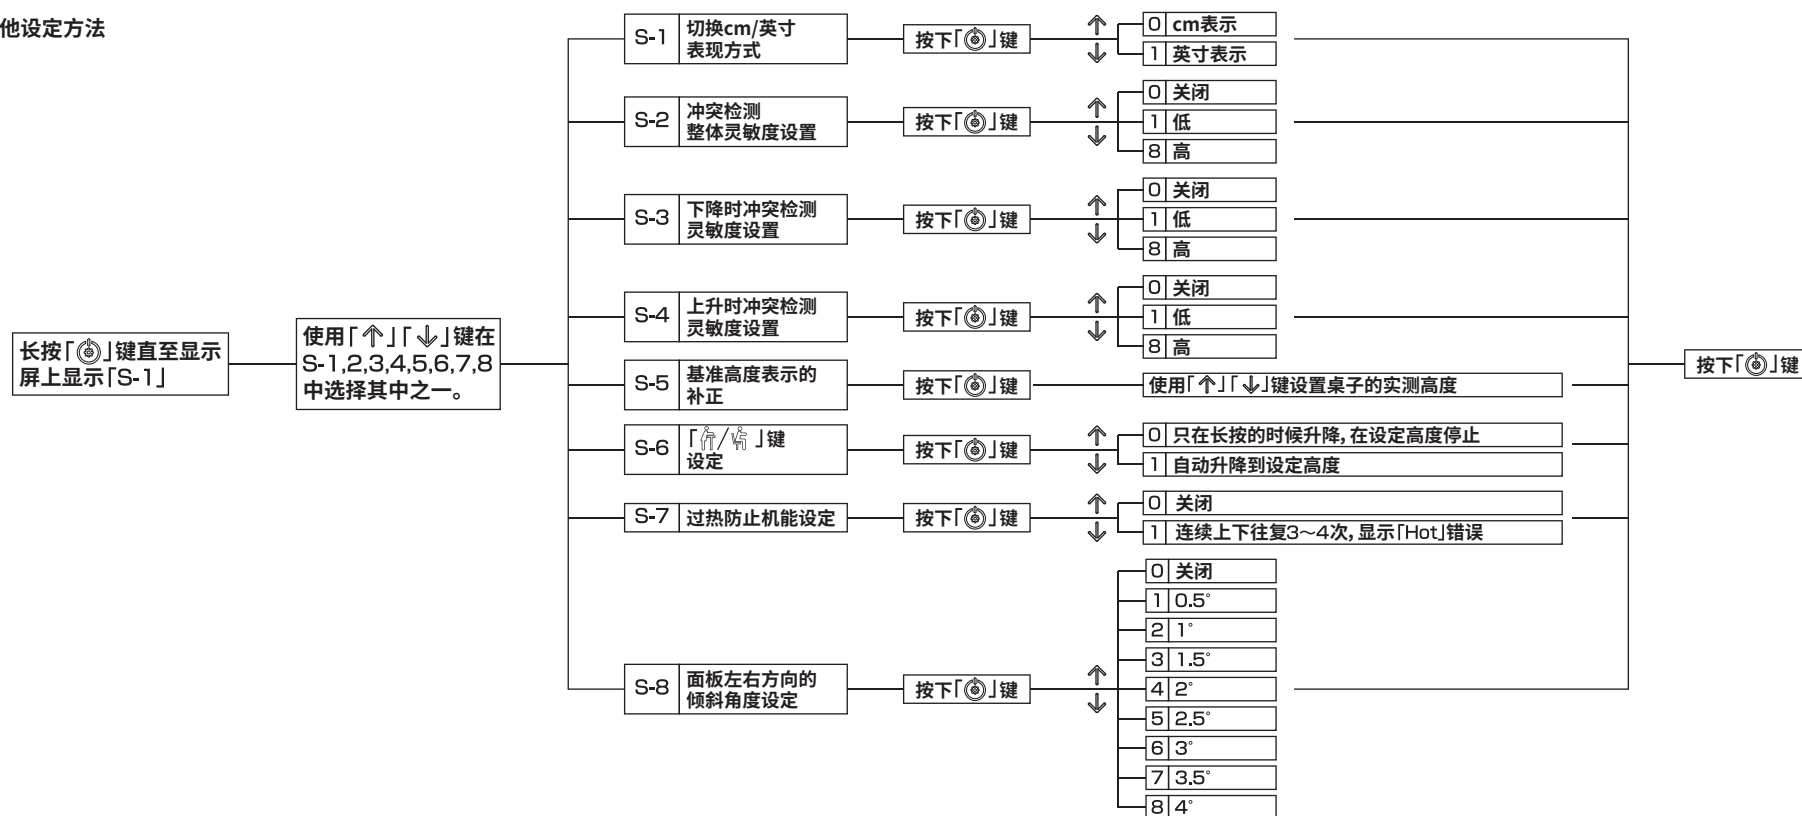 他设定方法
长按「」键直至显示
屏上显示「S-1」
使用「↑」「↓」键在
S-1,2,3,4,5,6,7,8
中选择其中之一。
S-1
切换cm/英寸
表现方式
按下「」键
↑
↓
0 cm表示
1 英寸表示
S-2
冲突检测
整体灵敏度设置
按下「」键
↑
↓
0 关闭
1 低
8 高
S-3
下降时冲突检测
灵敏度设置
按下「」键
↑
↓
0 关闭
1 低
8 高
S-4
上升时冲突检测
灵敏度设置
按下「」键
↑
↓
0 关闭
1 低
8 高
S-5
基准高度表示的
补正
按下「」键
使用「↑」「↓」键设置桌子的实测高度
S-6
「/」键
设定
按下「」键
↑
↓
0 只在长按的时候升降,在设定高度停止
1 自动升降到设定高度
S-7
过热防止机能设定
按下「」键
↑
↓
0 关闭
1 连续上下往复3～4次,显示「Hot」错误
S-8
面板左右方向的
倾斜角度设定
按下「」键
↑
↓
0 关闭
1 0.5°
2 1°
3 1.5°
4 2°
5 2.5°
6 3°
7 3.5°
8 4°
按下「」键